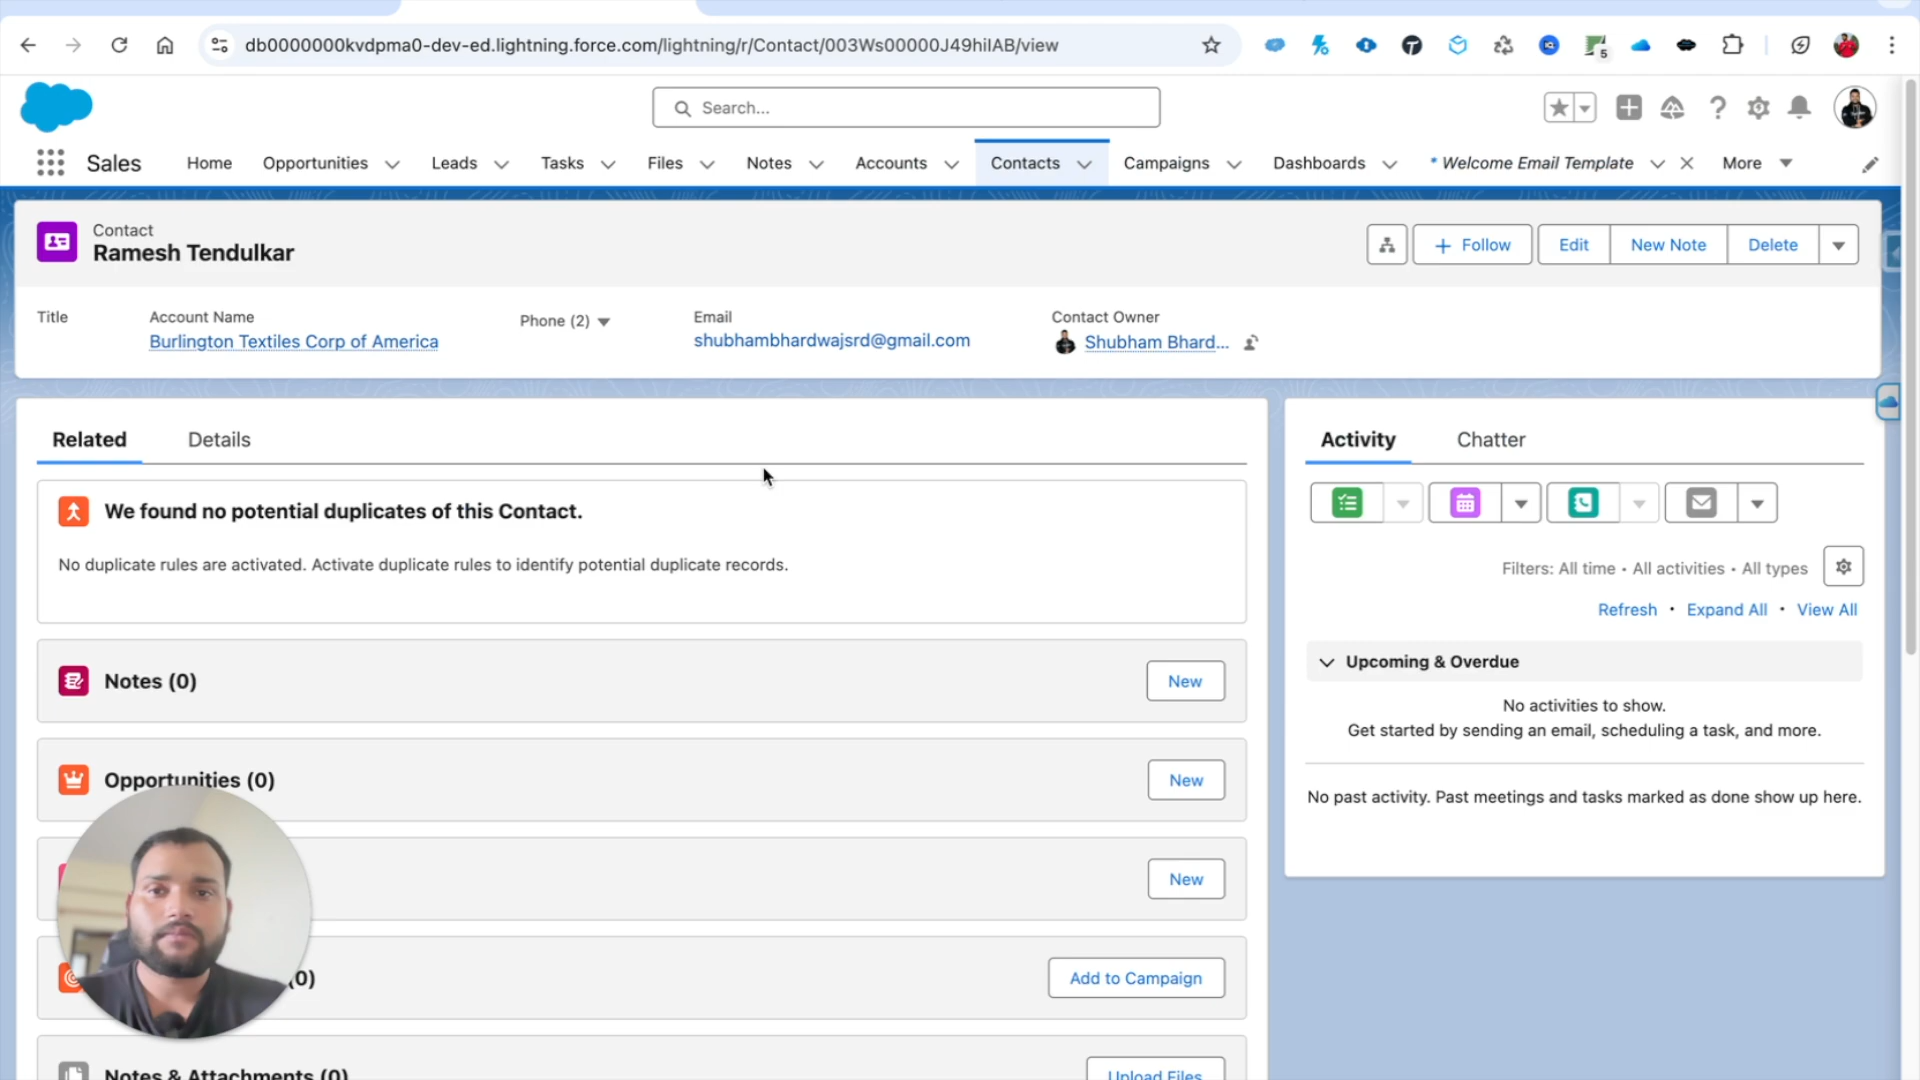 db0000000kvdpma0-dev-ed.lightning.force.com/lightning/r/Contact/003Ws00000J49hiIAB/view
5
Search...
Sales
Home
Opportunities
Leads
Tasks
Files
Notes
Accounts
Contacts
Campaigns
Dashboards
* Welcome Email Template
More
Contact
Ramesh Tendulkar
Follow
Edit
New Note
Delete
Title
Account Name
Burlington Textiles Corp of America
Phone (2)
Email
shubhambhardwajsrd@gmail.com
Contact Owner
Shubham Bhard...
Related
Details
We found no potential duplicates of this Contact.
No duplicate rules are activated. Activate duplicate rules to identify potential duplicate records.
Notes (0)
New
Opportunities (0)
New
New
(0)
Add to Campaign
Notes & Attachments (0)
Upload Files
Activity
Chatter
Filters: All time • All activities • All types
Refresh • Expand All • View All
Upcoming & Overdue
No activities to show.
Get started by sending an email, scheduling a task, and more.
No past activity. Past meetings and tasks marked as done show up here.